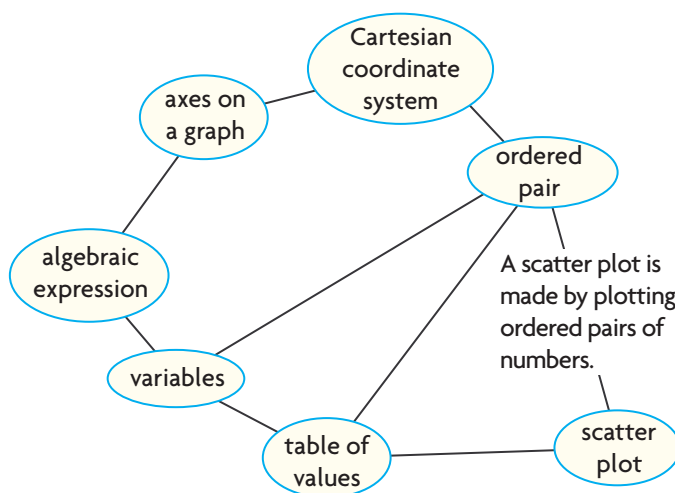 Cartesian
coordinate
system
axes on
a graph
ordered
pair
algebraic
expression
A scatter plot is
made by plotting
ordered pairs of
numbers.
variables
table of
values
scatter
plot